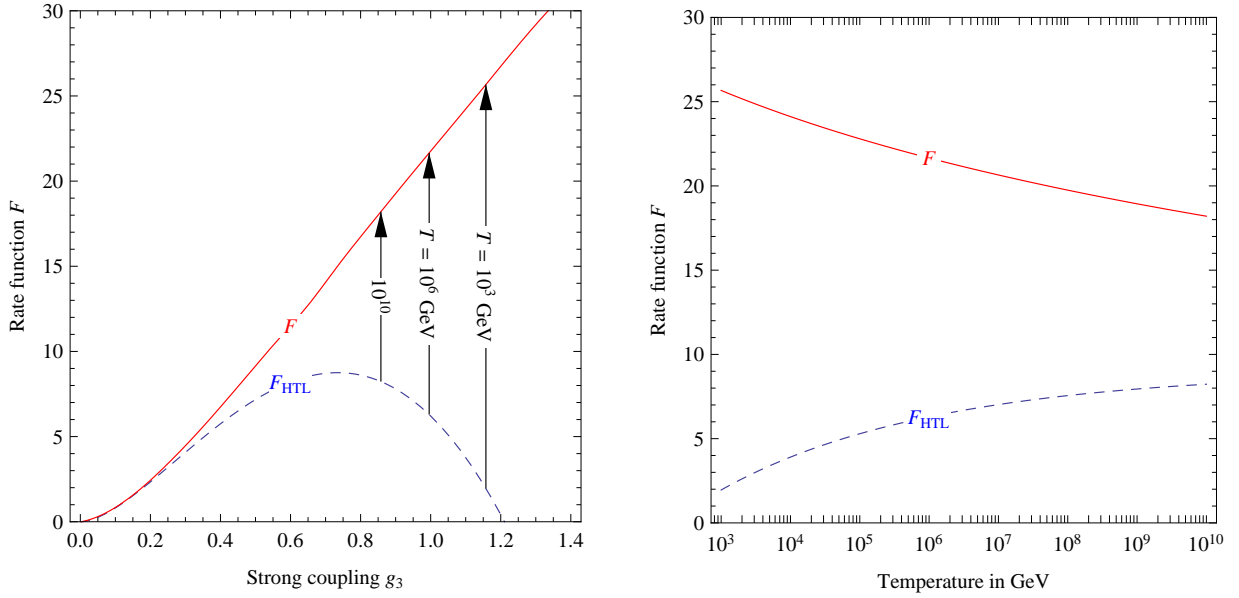 30
25
20
15
10
5
0
Rate function F
F
F_HTL
10^10
T = 10^6 GeV
T = 10^3 GeV
0.0 0.2 0.4 0.6 0.8 1.0 1.2 1.4
Strong coupling g_3
30
25
20
15
10
5
0
Rate function F
F
F_HTL
10^3 10^4 10^5 10^6 10^7 10^8 10^9 10^10
Temperature in GeV